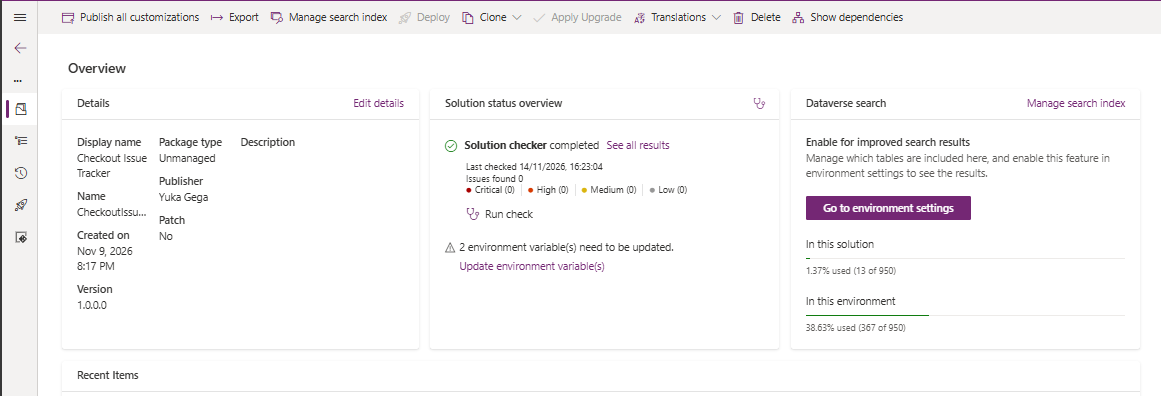 Publish all customizations Export Manage search index Deploy Clone Apply Upgrade Translations Delete Show dependencies
...
Overview
Details Edit details
Display name
Checkout Issue
Tracker
Name
CheckoutIssu...
Created on
Nov 9, 2026
8:17 PM
Version
1.0.0.0
Package type
Unmanaged
Publisher
Yuka Gega
Patch
No
Description
Solution status overview
Solution checker completed See all results
Last checked 14/11/2026, 16:23:04
Issues found 0
Critical (0) High (0) Medium (0) Low (0)
Run check
2 environment variable(s) need to be updated.
Update environment variable(s)
Dataverse search Manage search index
Enable for improved search results
Manage which tables are included here, and enable this feature in
environment settings to see the results.
Go to environment settings
In this solution
1.37% used (13 of 950)
In this environment
38.63% used (367 of 950)
Recent Items